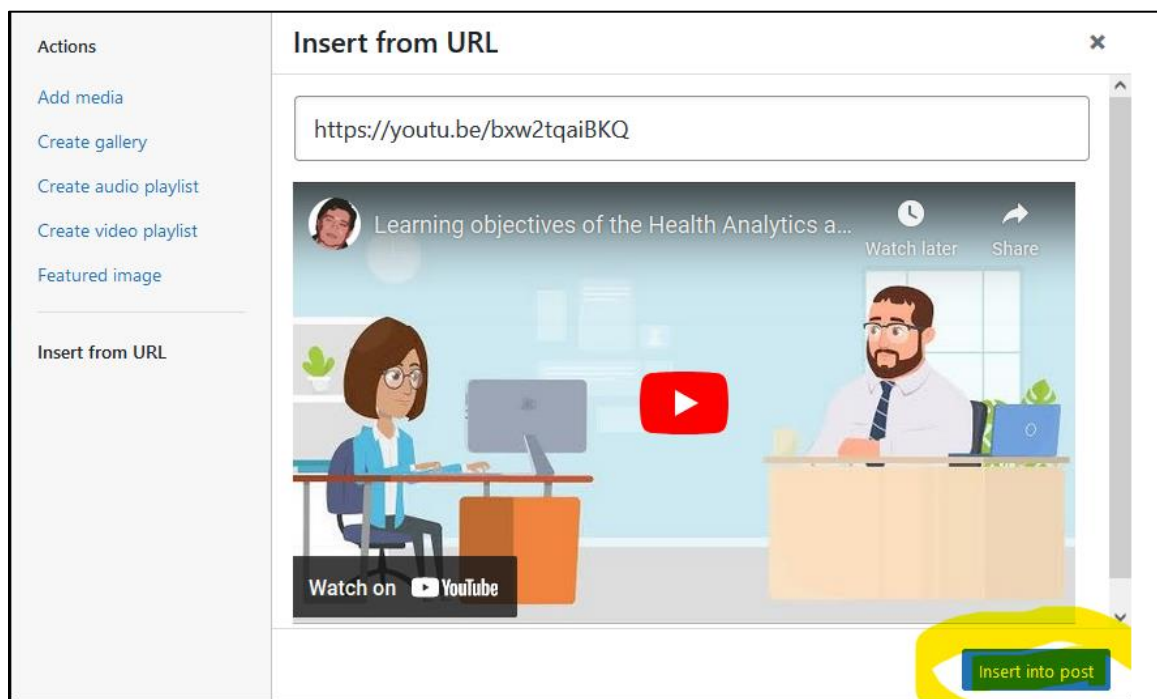 Actions
Add media
Create gallery
Create audio playlist
Create video playlist
Featured image
Insert from URL
Insert from URL
https://youtu.be/bxw2tqaiBKQ
Learning objectives of the Health Analytics a...
Watch later
Share
Watch on YouTube
Insert into post